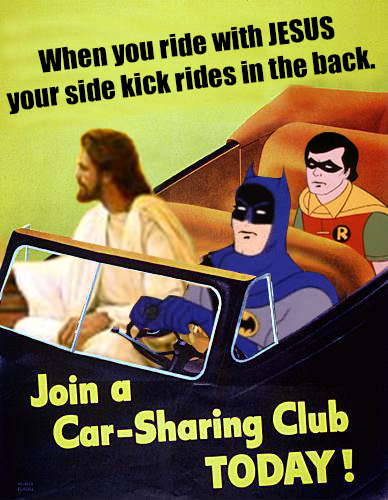 When you ride with JESUS
your side kick rides in the back.
R
Join a
Car-Sharing Club
TODAY!